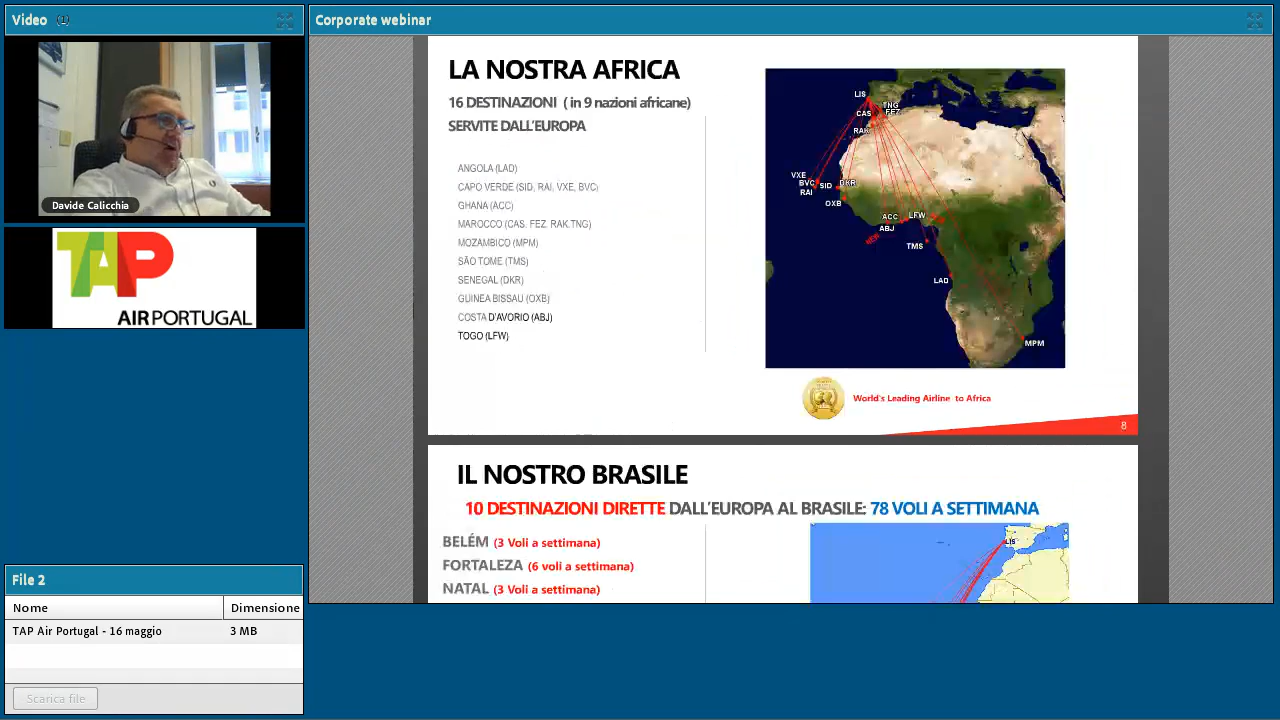 Video (1)
Davide Calicchia
TAP
AIRPORTUGAL
File 2
Nome
Dimensione
TAP Air Portugal - 16 maggio
3 MB
Scarica file
Corporate webinar
LA NOSTRA AFRICA
16 DESTINAZIONI ( in 9 nazioni africane)
SERVITE DALL'EUROPA
ANGOLA (LAD)
CAPO VERDE (SID, RAI, VXE, BVC)
GHANA (ACC)
MAROCCO (CAS. FEZ. RAK.TNG)
MOZAMBICO (MPM)
SÃO TOME (TMS)
SENEGAL (DKR)
GUINEA BISSAU (OXB)
COSTA D'AVORIO (ABJ)
TOGO (LFW)
LIS
TNG
CAS
FEZ
RAK
VXE
BVC
SID
DKR
RAI
OXB
ACC
LFW
ABJ
NEW
TMS
LAD
MPM
World's Leading Airline to Africa
8
IL NOSTRO BRASILE
10 DESTINAZIONI DIRETTE DALL'EUROPA AL BRASILE: 78 VOLI A SETTIMANA
BELÉM (3 Voli a settimana)
FORTALEZA (6 voli a settimana)
NATAL (3 Voli a settimana)
LIS